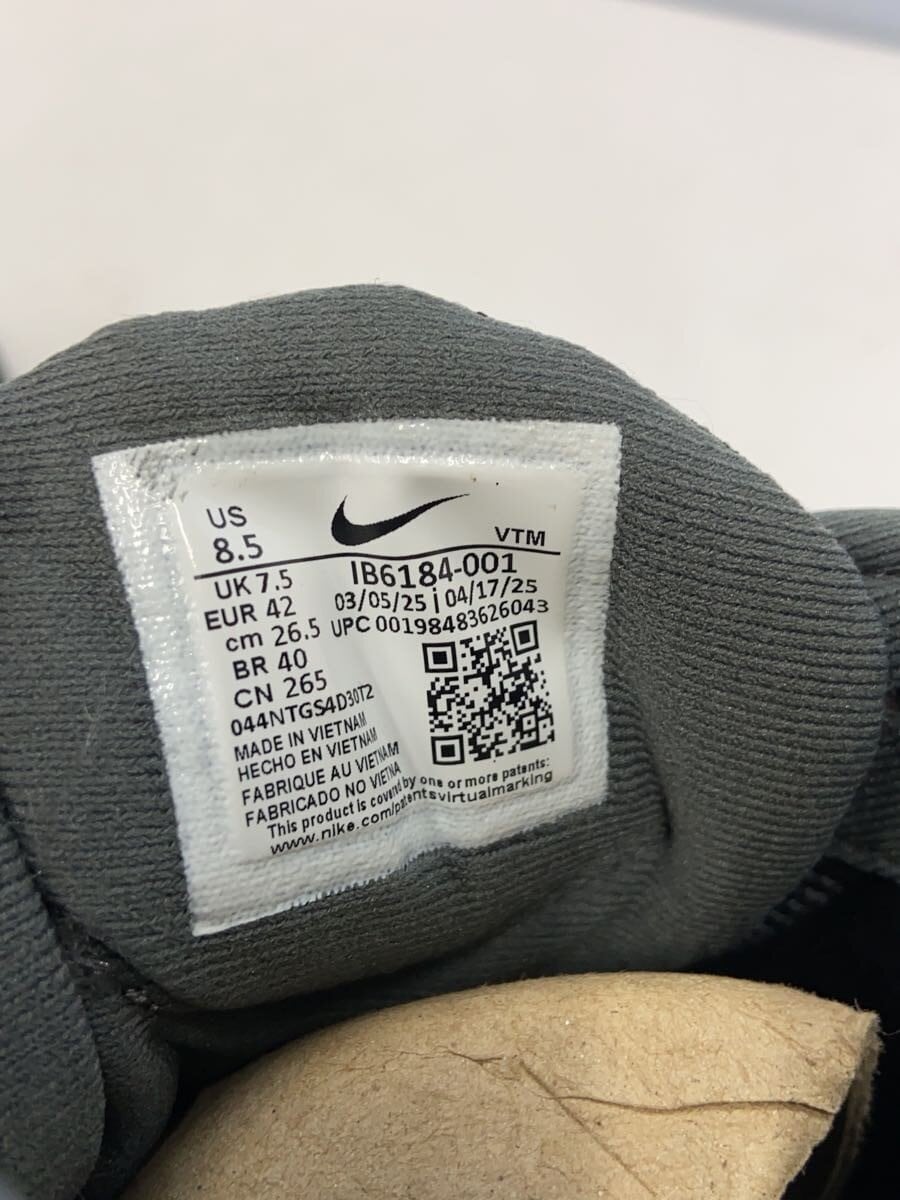 US
8.5
VTM
UK 7.5
EUR 42
cm 26.5
BR 40
CN 265
IB6184-001
03/05/25 | 04/17/25
UPC 00198483626043
044NTGS4D30T2
MADE IN VIETNAM
HECHO EN VIETNAM
FABRIQUE AU VIETNAM
FABRICADO NO VIETNA
This product is covered by one or more patents:
www.nike.com/patentsvirtualmarking